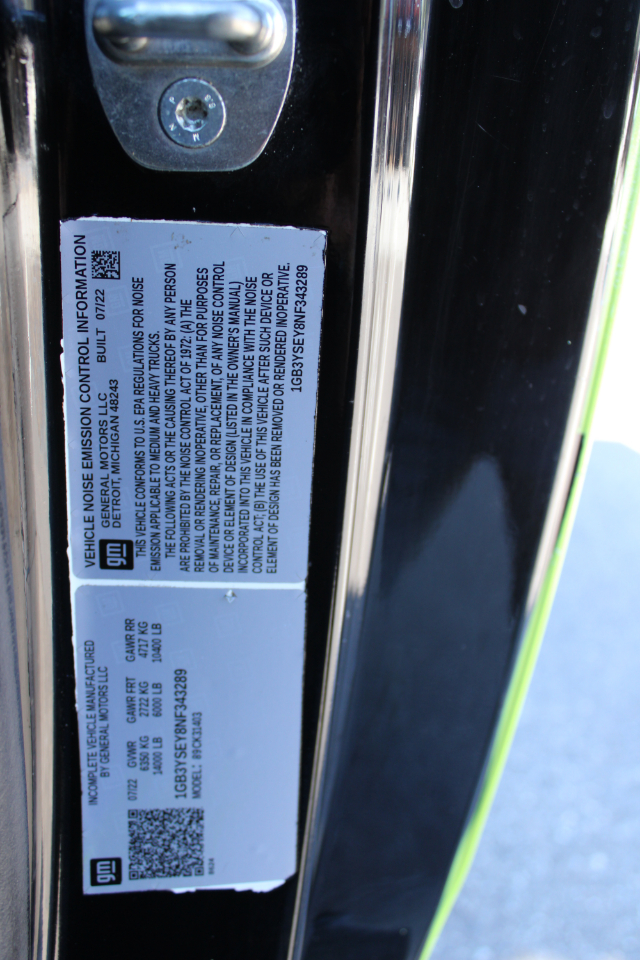 VEHICLE NOISE EMISSION CONTROL INFORMATION
gm
GENERAL MOTORS LLC
BUILT 07/22
DETROIT, MICHIGAN 48243
THIS VEHICLE CONFORMS TO U.S. EPA REGULATIONS FOR NOISE
EMISSION APPLICABLE TO MEDIUM AND HEAVY TRUCKS.
THE FOLLOWING ACTS OR THE CAUSING THEREOF BY ANY PERSON
ARE PROHIBITED BY THE NOISE CONTROL ACT OF 1972: (A) THE
REMOVAL OR RENDERING INOPERATIVE, OTHER THAN FOR PURPOSES
OF MAINTENANCE, REPAIR, OR REPLACEMENT, OF ANY NOISE CONTROL
DEVICE OR ELEMENT OF DESIGN (LISTED IN THE OWNER'S MANUAL)
INCORPORATED INTO THIS VEHICLE IN COMPLIANCE WITH THE NOISE
CONTROL ACT, (B) THE USE OF THIS VEHICLE AFTER SUCH DEVICE OR
ELEMENT OF DESIGN HAS BEEN REMOVED OR RENDERED INOPERATIVE.
1GB3YSEY8NF343289
gm
INCOMPLETE VEHICLE MANUFACTURED
BY GENERAL MOTORS LLC
07/22 GVWR GAWR FRT GAWR RR
6350 KG 2722 KG 4717 KG
14000 LB 6000 LB 10400 LB
1GB3YSEY8NF343289
MODEL: 89CK31403